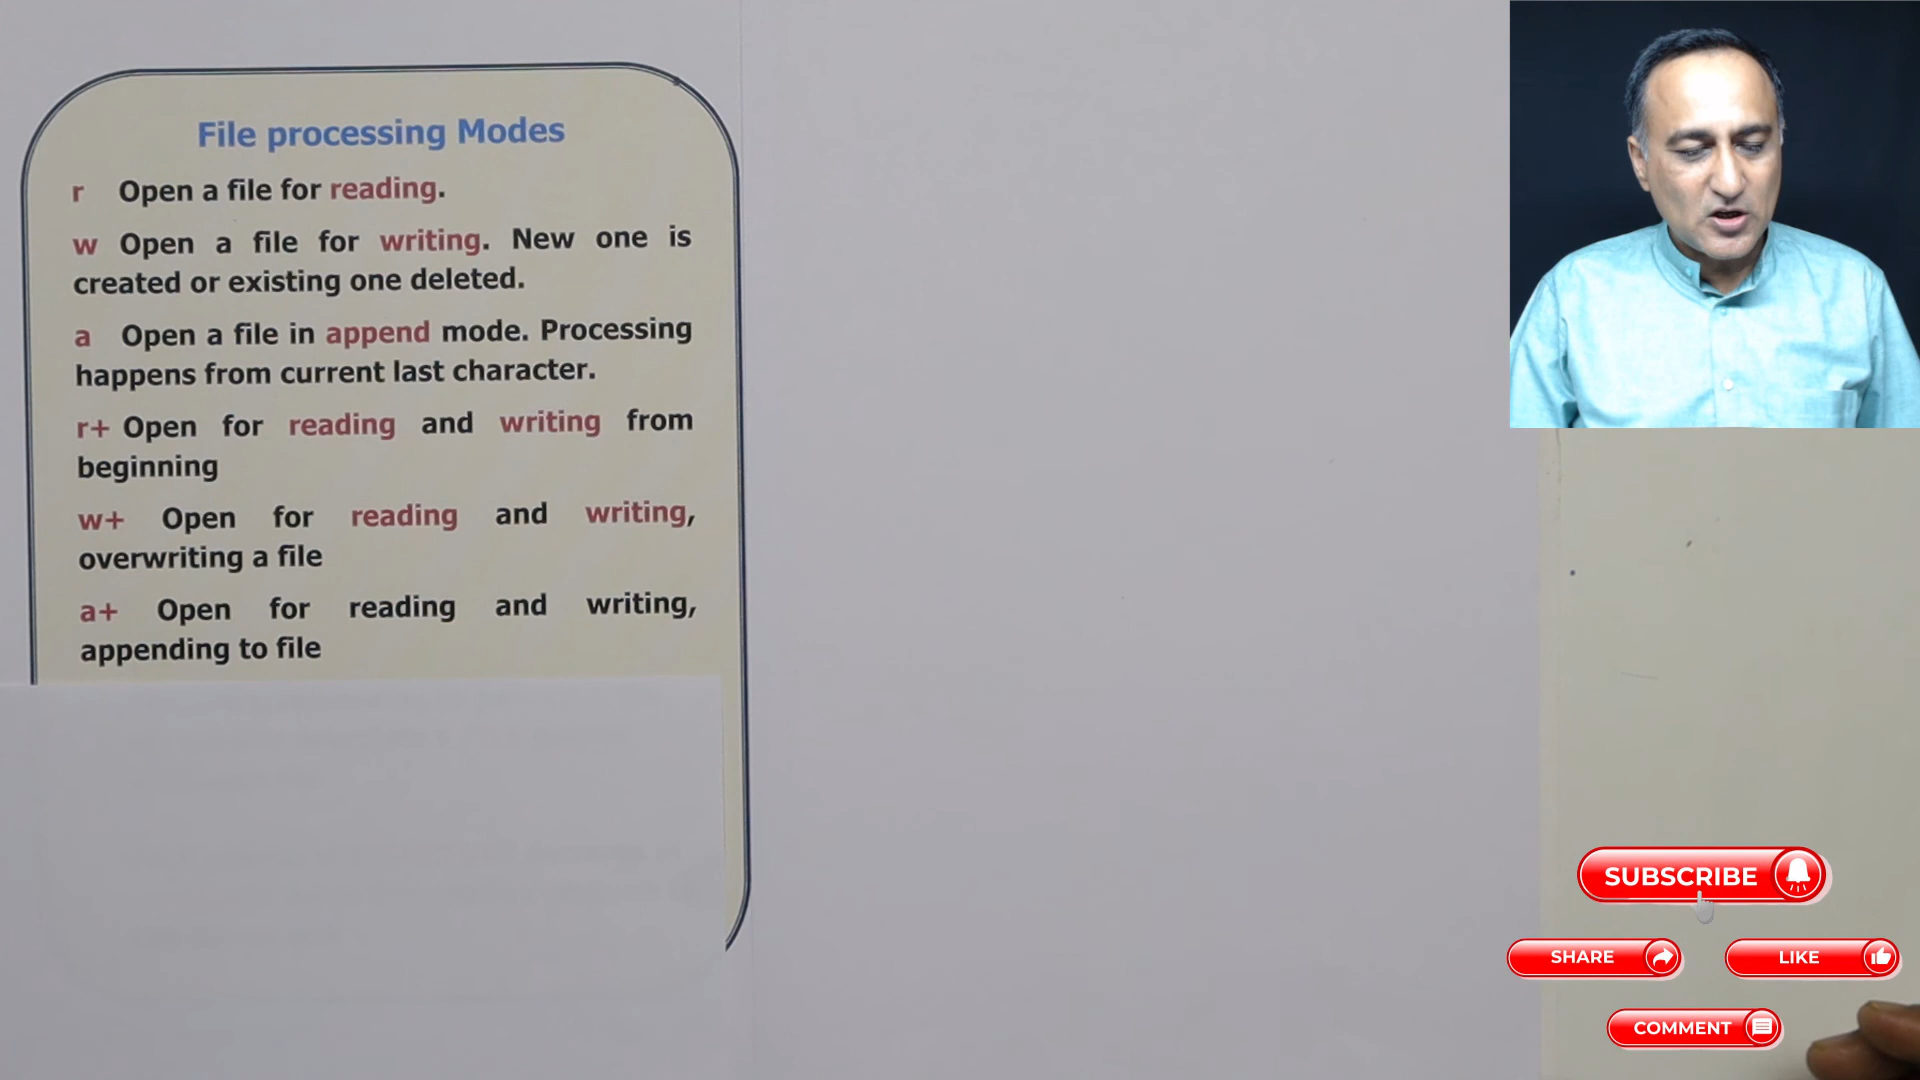 File processing Modes
r Open a file for reading.
w Open a file for writing. New one is
created or existing one deleted.
a Open a file in append mode. Processing
happens from current last character.
r+ Open for reading and writing from
beginning
w+ Open for reading and writing,
overwriting a file
a+ Open for reading and writing,
appending to file
SUBSCRIBE
SHARE
LIKE
COMMENT